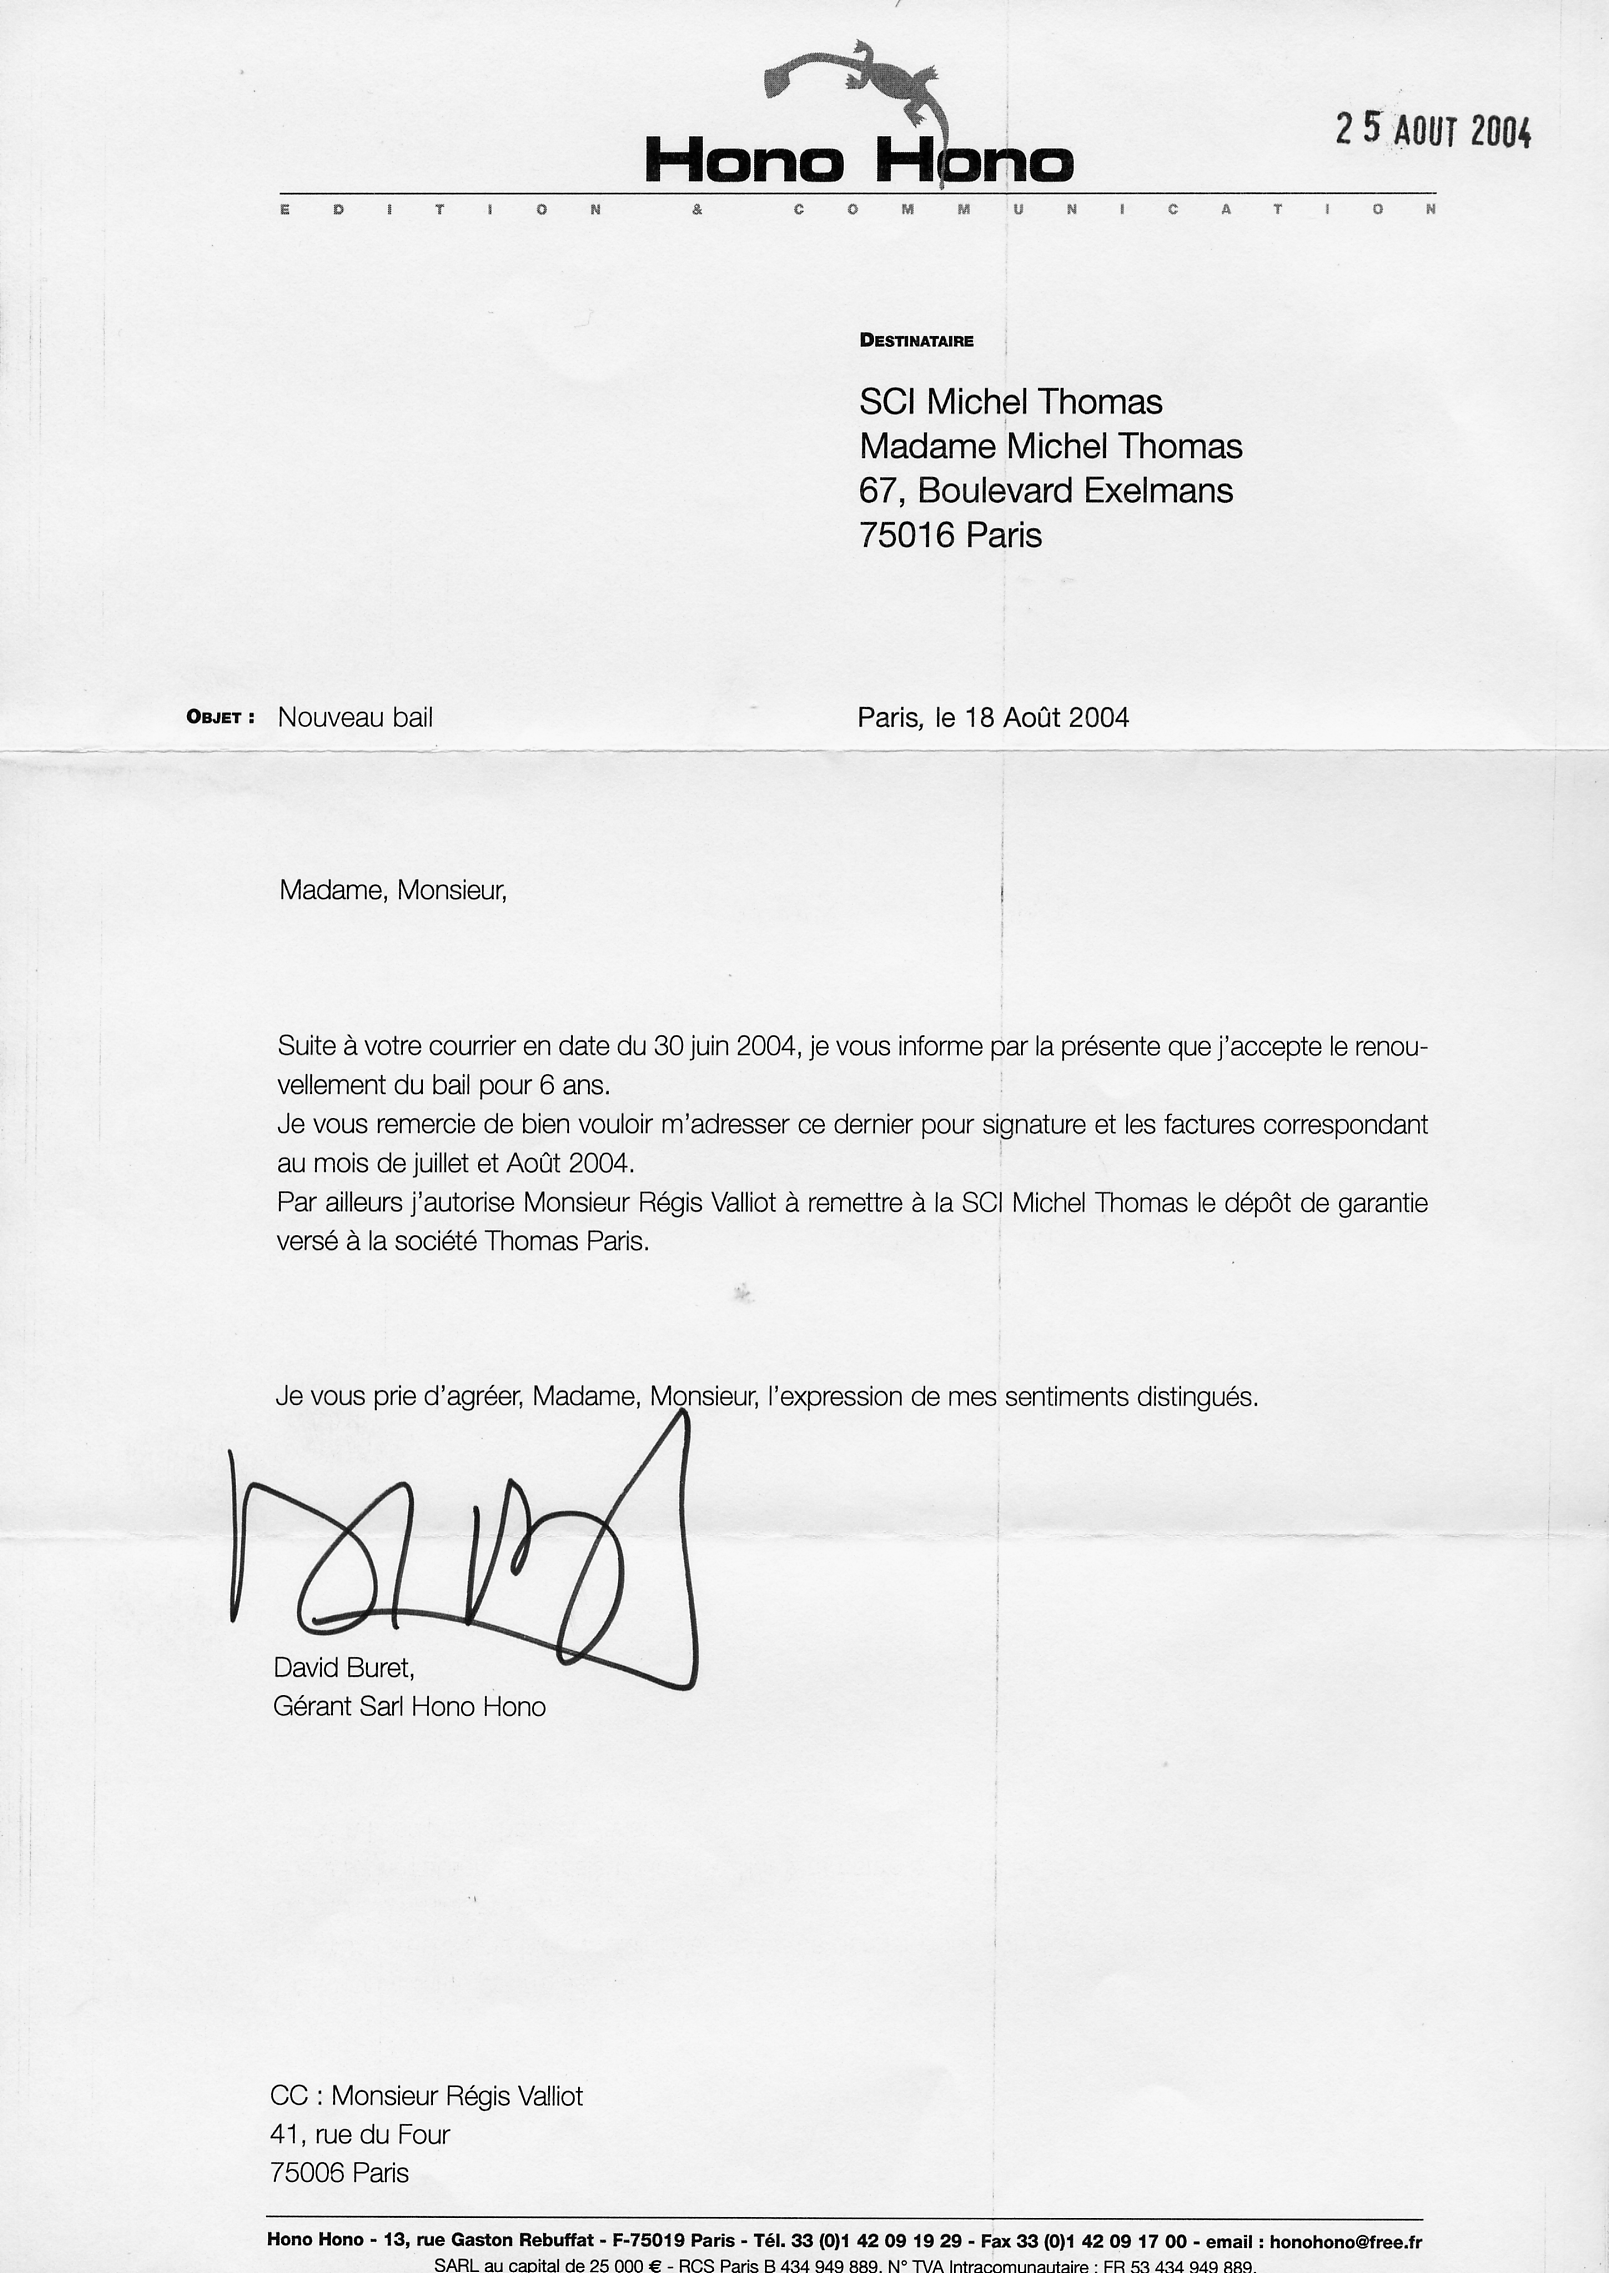 25 AOUT 2004
Hono Hono
EDITION & COMMUNICATION
DESTINATAIRE
SCI Michel Thomas
Madame Michel Thomas
67, Boulevard Exelmans
75016 Paris
OBJET : Nouveau bail
Paris, le 18 Août 2004
Madame, Monsieur,
Suite à votre courrier en date du 30 juin 2004, je vous informe par la présente que j'accepte le renou-
vellement du bail pour 6 ans.
Je vous remercie de bien vouloir m'adresser ce dernier pour signature et les factures correspondant
au mois de juillet et Août 2004.
Par ailleurs j'autorise Monsieur Régis Valliot à remettre à la SCI Michel Thomas le dépôt de garantie
versé à la société Thomas Paris.
Je vous prie d'agréer, Madame, Monsieur, l'expression de mes sentiments distingués.
David Buret,
Gérant Sarl Hono Hono
CC : Monsieur Régis Valliot
41, rue du Four
75006 Paris
Hono Hono - 13, rue Gaston Rebuffat - F-75019 Paris - Tél. 33 (0)1 42 09 19 29 - Fax 33 (0)1 42 09 17 00 - email : honohono@free.fr
SARL au capital de 25 000 € - RCS Paris B 434 949 889. N° TVA Intracomunautaire : FR 53 434 949 889.